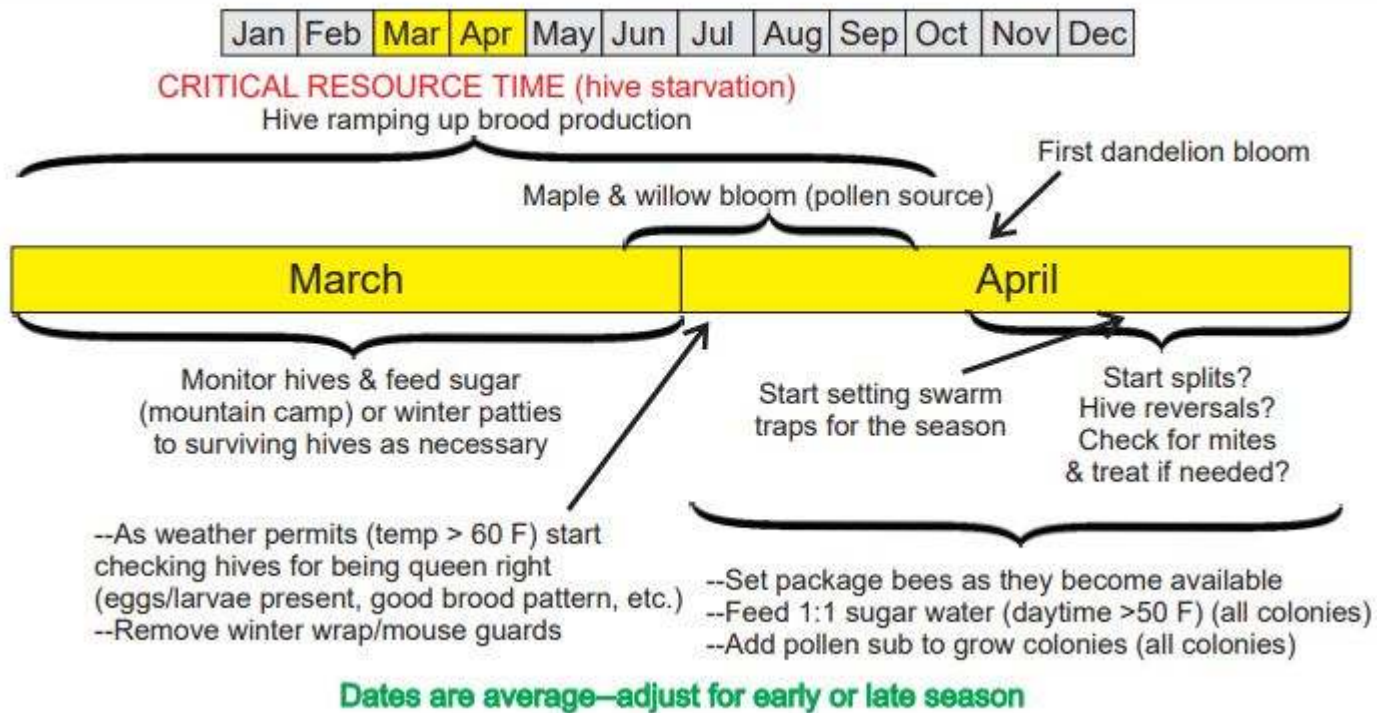 Jan Feb Mar Apr May Jun Jul Aug Sep Oct Nov Dec
CRITICAL RESOURCE TIME (hive starvation)
Hive ramping up brood production
First dandelion bloom
Maple & willow bloom (pollen source)
March
April
Monitor hives & feed sugar
(mountain camp) or winter patties
to surviving hives as necessary
Start setting swarm
traps for the season
Start splits?
Hive reversals?
Check for mites
& treat if needed?
--As weather permits (temp > 60 F) start
checking hives for being queen right
(eggs/larvae present, good brood pattern, etc.)
--Remove winter wrap/mouse guards
--Set package bees as they become available
--Feed 1:1 sugar water (daytime >50 F) (all colonies)
--Add pollen sub to grow colonies (all colonies)
Dates are average--adjust for early or late season